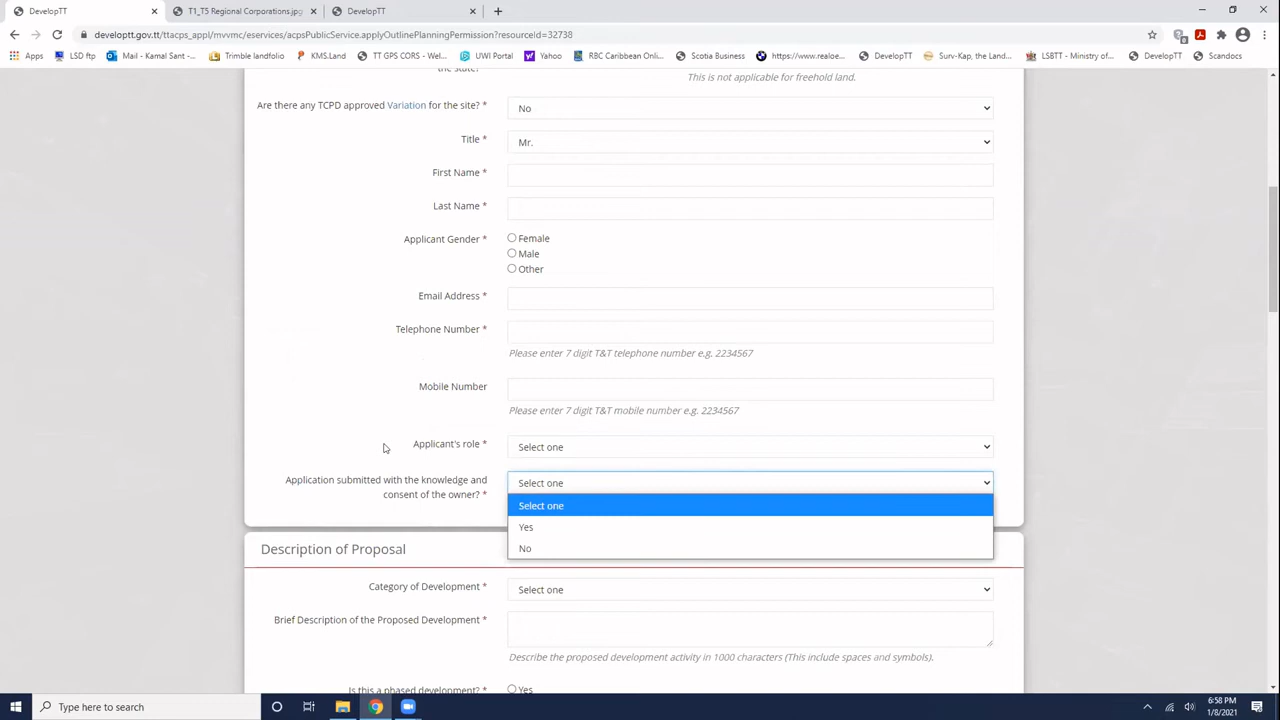 DevelopTT
T1_T5 Regional Corporations.jpg
DevelopTT
developtt.gov.tt/ttacps_app/mvvmc/eservices/acpsPublicService.applyOutlinePlanningPermission?resourceId=32738
Apps LSD ftp Mail - Kamal Sant -... Trimble landfolio KMS.Land TT GPS CORS - Wel... UWI Portal Yahoo RBC Caribbean Onli... Scotia Business https://www.realoe... DevelopTT Surv-Kap, the Land... LSBTT - Ministry of... DevelopTT Scandocs
the State?
This is not applicable for freehold land.
Are there any TCPD approved Variation for the site? * No
Title * Mr.
First Name *
Last Name *
Applicant Gender * Female
Male
Other
Email Address *
Telephone Number *
Please enter 7 digit T&T telephone number e.g. 2234567
Mobile Number
Please enter 7 digit T&T mobile number e.g. 2234567
Applicant's role * Select one
Application submitted with the knowledge and
consent of the owner? *
Select one
Select one
Yes
No
Description of Proposal
Category of Development * Select one
Brief Description of the Proposed Development *
Describe the proposed development activity in 1000 characters (This include spaces and symbols).
Is this a phased development? * Yes
Type here to search
6:58 PM
1/8/2021